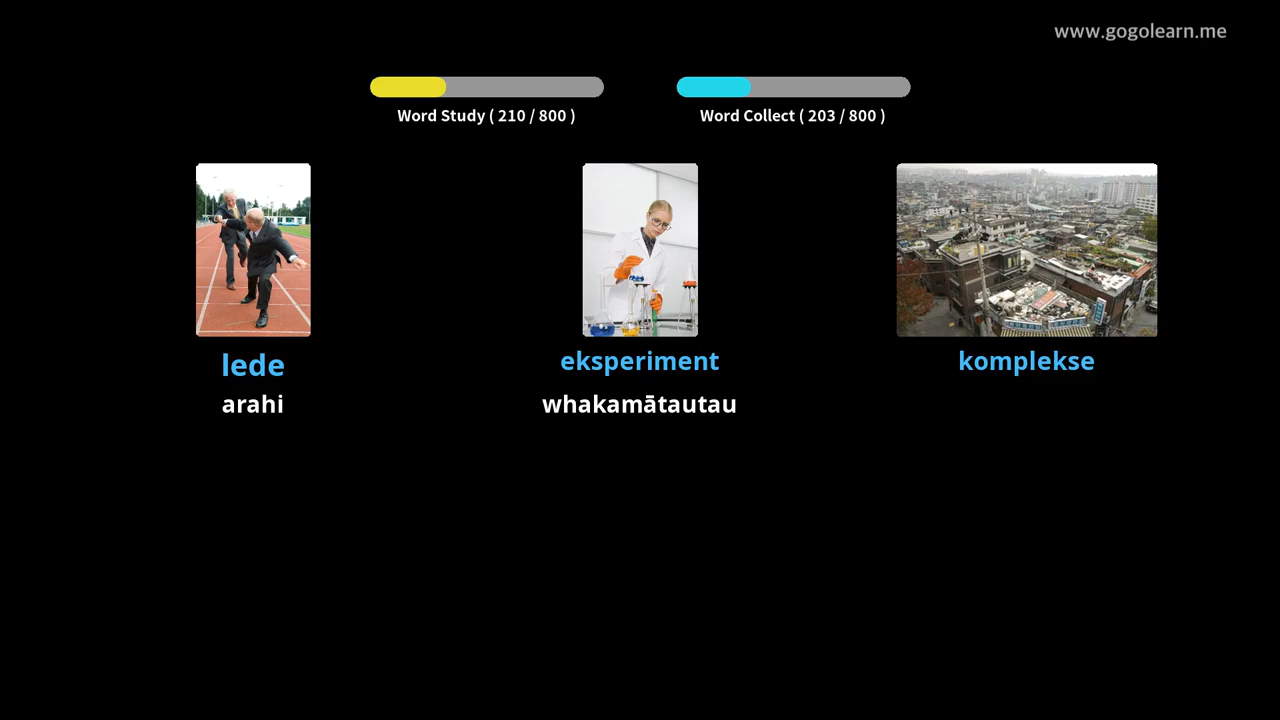 www.gogolearn.me
Word Study ( 210 / 800 )
Word Collect ( 203 / 800 )
lede
eksperiment
komplekse
arahi
whakamātautau